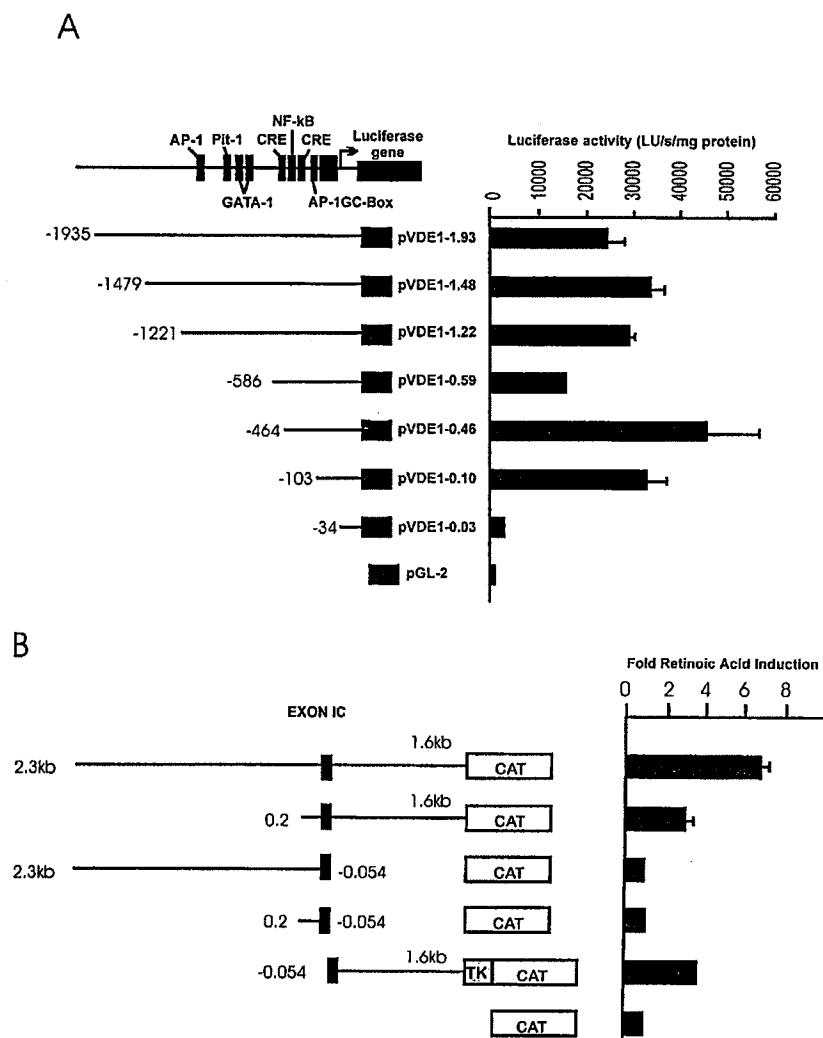 A
NF-kB
AP-1 Pit-1 CRE CRE Luciferase gene
GATA-1 AP-1GC-Box
Luciferase activity (LU/s/mg protein)
0 10000 20000 30000 40000 50000 60000
-1935 pVDE1-1.93
-1479 pVDE1-1.48
-1221 pVDE1-1.22
-586 pVDE1-0.59
-464 pVDE1-0.46
-103 pVDE1-0.10
-34 pVDE1-0.03
pGL-2
B
Fold Retinoic Acid Induction
0 2 4 6 8
EXON IC
2.3kb 1.6kb CAT
0.2 1.6kb CAT
2.3kb -0.054 CAT
0.2 -0.054 CAT
-0.054 1.6kb TK CAT
CAT